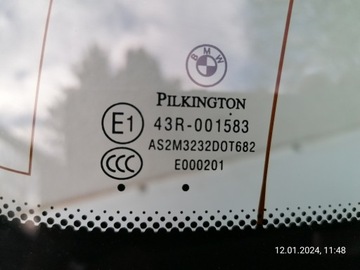 BMW
PILKINGTON
E1 43R-001583
AS2M3232DOT682
CCC E000201
12.01.2024, 11:48